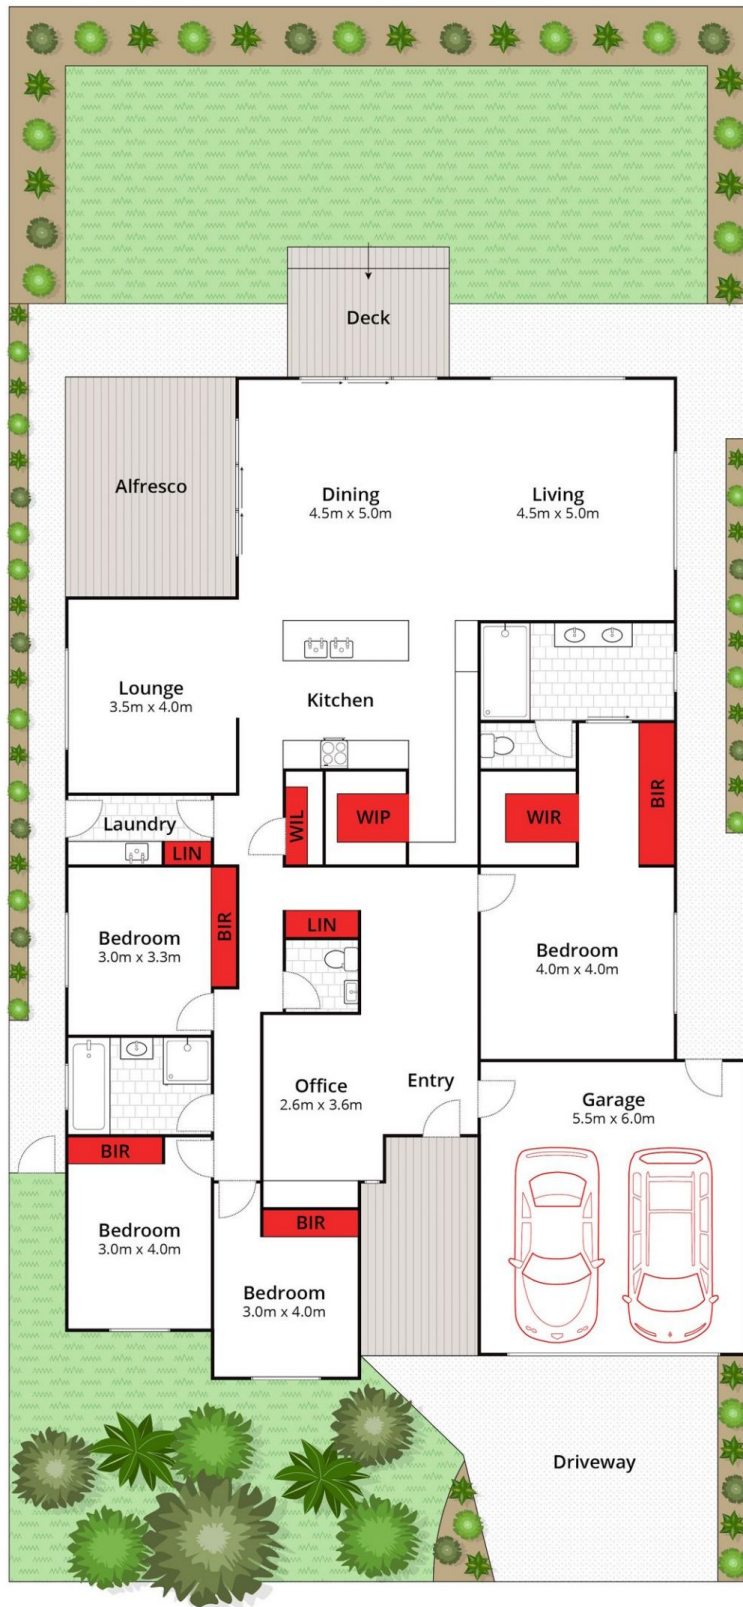 Deck
Alfresco
Dining
4.5m x 5.0m
Living
4.5m x 5.0m
Lounge
3.5m x 4.0m
Kitchen
BIR
Laundry
WIL
WIP
WIR
LIN
BIR
LIN
Bedroom
3.0m x 3.3m
Bedroom
4.0m x 4.0m
Office
2.6m x 3.6m
Entry
Garage
5.5m x 6.0m
BIR
Bedroom
3.0m x 4.0m
BIR
Bedroom
3.0m x 4.0m
Driveway